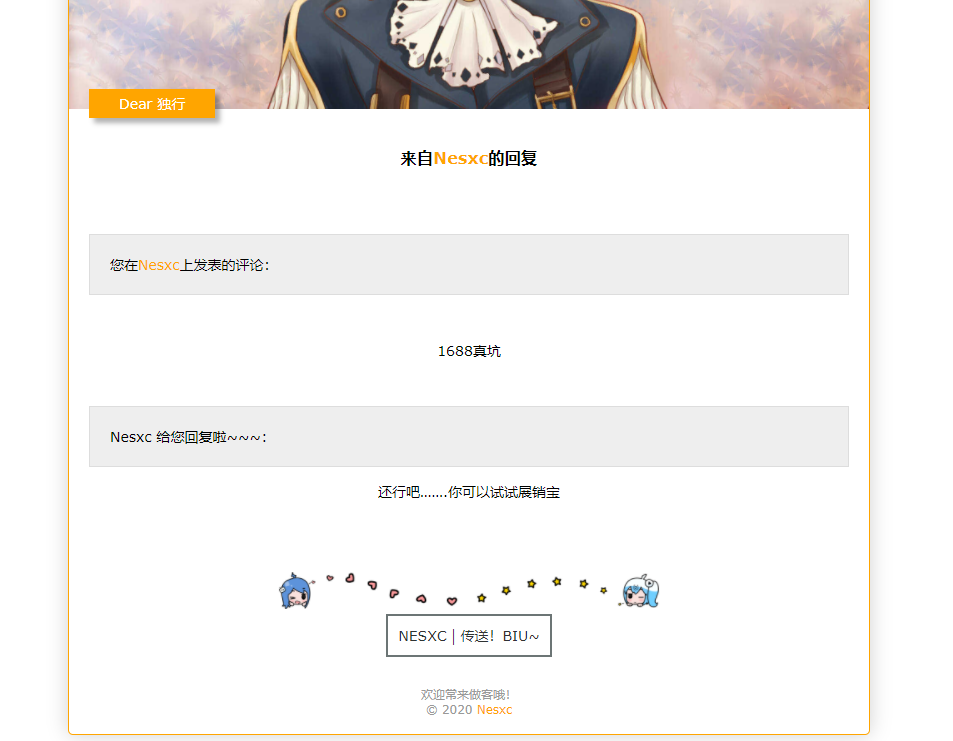 Dear 独行
来自Nesxc的回复
您在Nesxc上发表的评论：
1688真坑
Nesxc 给您回复啦~~~：
还行吧.......你可以试试展销宝
NESXC | 传送！BIU~
欢迎常来做客哦！
© 2020 Nesxc